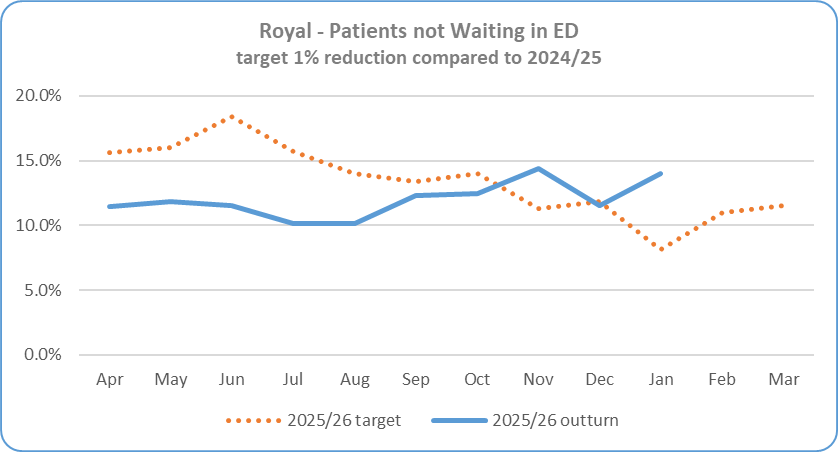 Royal - Patients not Waiting in ED
target 1% reduction compared to 2024/25
20.0%
15.0%
10.0%
5.0%
0.0%
Apr May Jun Jul Aug Sep Oct Nov Dec Jan Feb Mar
2025/26 target 2025/26 outturn